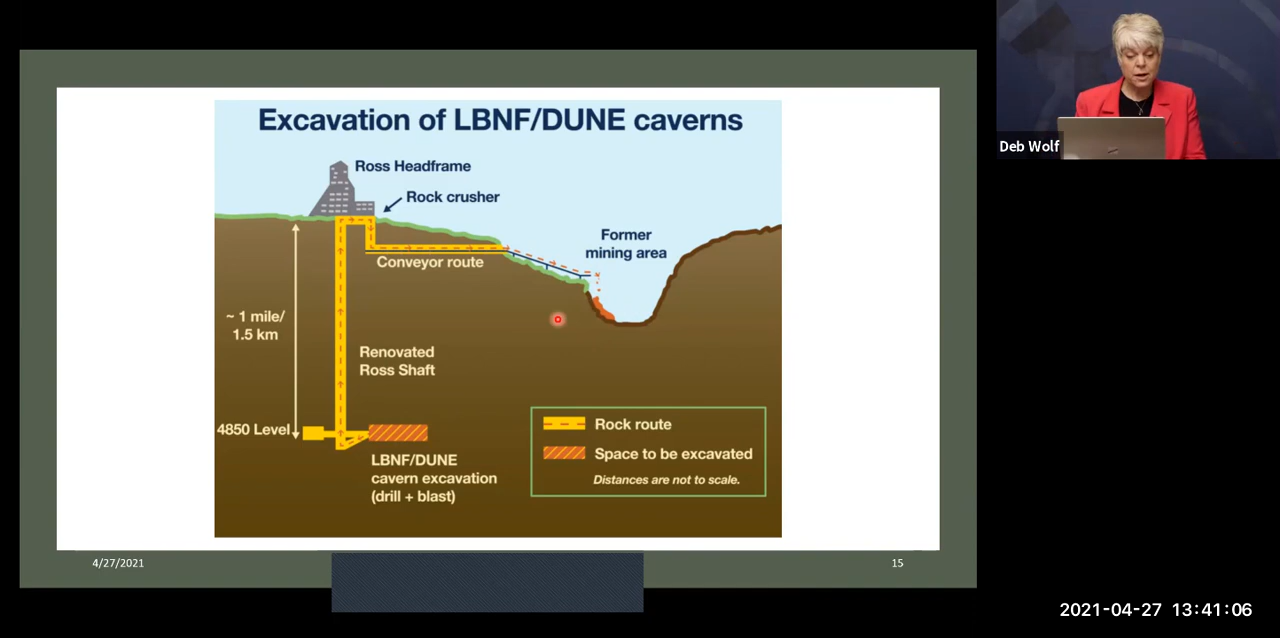 Excavation of LBNF/DUNE caverns
Ross Headframe
Rock crusher
Former
mining area
Conveyor route
~ 1 mile/
1.5 km
Renovated
Ross Shaft
4850 Level
LBNF/DUNE
cavern excavation
(drill + blast)
Rock route
Space to be excavated
Distances are not to scale.
4/27/2021
15
Deb Wolf
2021-04-27 13:41:06